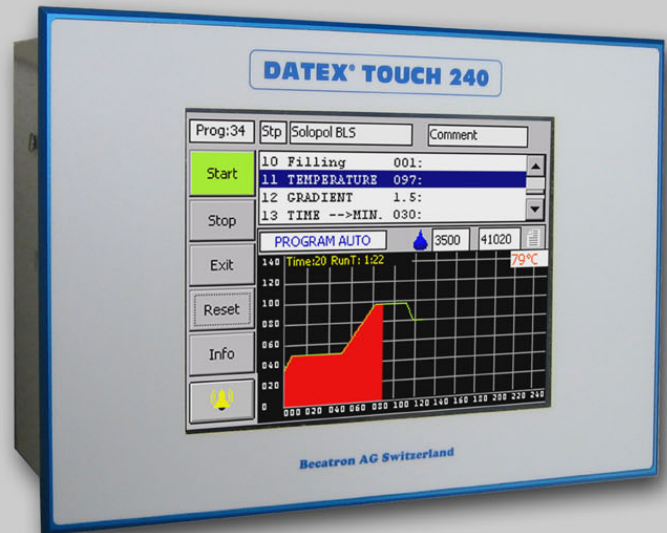 DATEX® TOUCH 240
Prog:34 Stp Solopol BLS Comment
Start
10 Filling 001:
11 TEMPERATURE 097:
12 GRADIENT 1.5:
13 TIME -->MIN. 030:
Stop
PROGRAM AUTO 3500 41020
Exit
140 Time:20 RunT: 1:22 79°C
120
Reset
100
080
Info
060
040
020
0 000 020 040 060 080 100 120 140 160 180 200 220 240
Becatron AG Switzerland